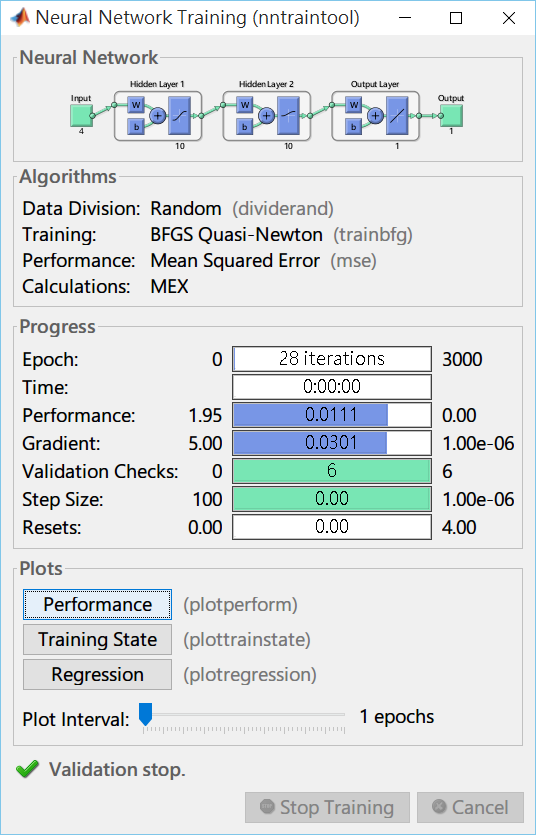 Neural Network Training (nntraintool)
Neural Network
Hidden Layer 1 Hidden Layer 2 Output Layer
Input Output
W W W
b b b
4 10 10 1 1
Algorithms
Data Division: Random (dividerand)
Training: BFGS Quasi-Newton (trainbfg)
Performance: Mean Squared Error (mse)
Calculations: MEX
Progress
Epoch: 0 28 iterations 3000
Time: 0:00:00
Performance: 1.95 0.0111 0.00
Gradient: 5.00 0.0301 1.00e-06
Validation Checks: 0 6 6
Step Size: 100 0.00 1.00e-06
Resets: 0.00 0.00 4.00
Plots
Performance (plotperform)
Training State (plottrainstate)
Regression (plotregression)
Plot Interval: 1 epochs
Validation stop.
Stop Training Cancel